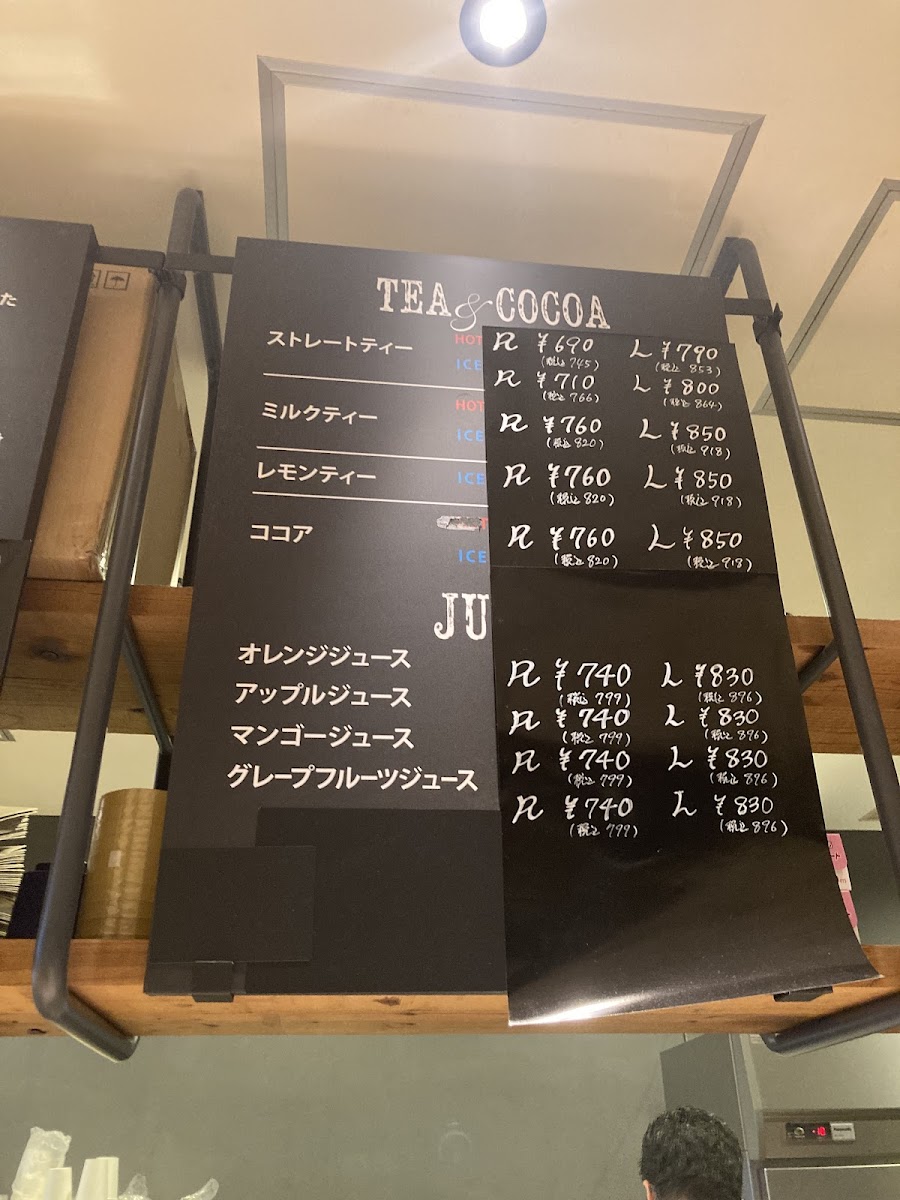 た
TEA & COCOA
ストレートティー HOT R ¥690 L ¥790
(税込 745) (税込 853)
ICE R ¥710 L ¥800
(税込 766) (税込 864)
ミルクティー HOT R ¥760 L ¥850
(税込 820) (税込 918)
ICE
レモンティー ICE R ¥760 L ¥850
(税込 820) (税込 918)
ココア R ¥760 L ¥850
ICE (税込 820) (税込 918)
JU
オレンジジュース R ¥740 L ¥830
(税込 799) (税込 896)
アップルジュース R ¥740 L ¥830
(税込 799) (税込 896)
マンゴージュース R ¥740 L ¥830
(税込 799) (税込 896)
グレープフルーツジュース R ¥740 L ¥830
(税込 799) (税込 896)
Panasonic